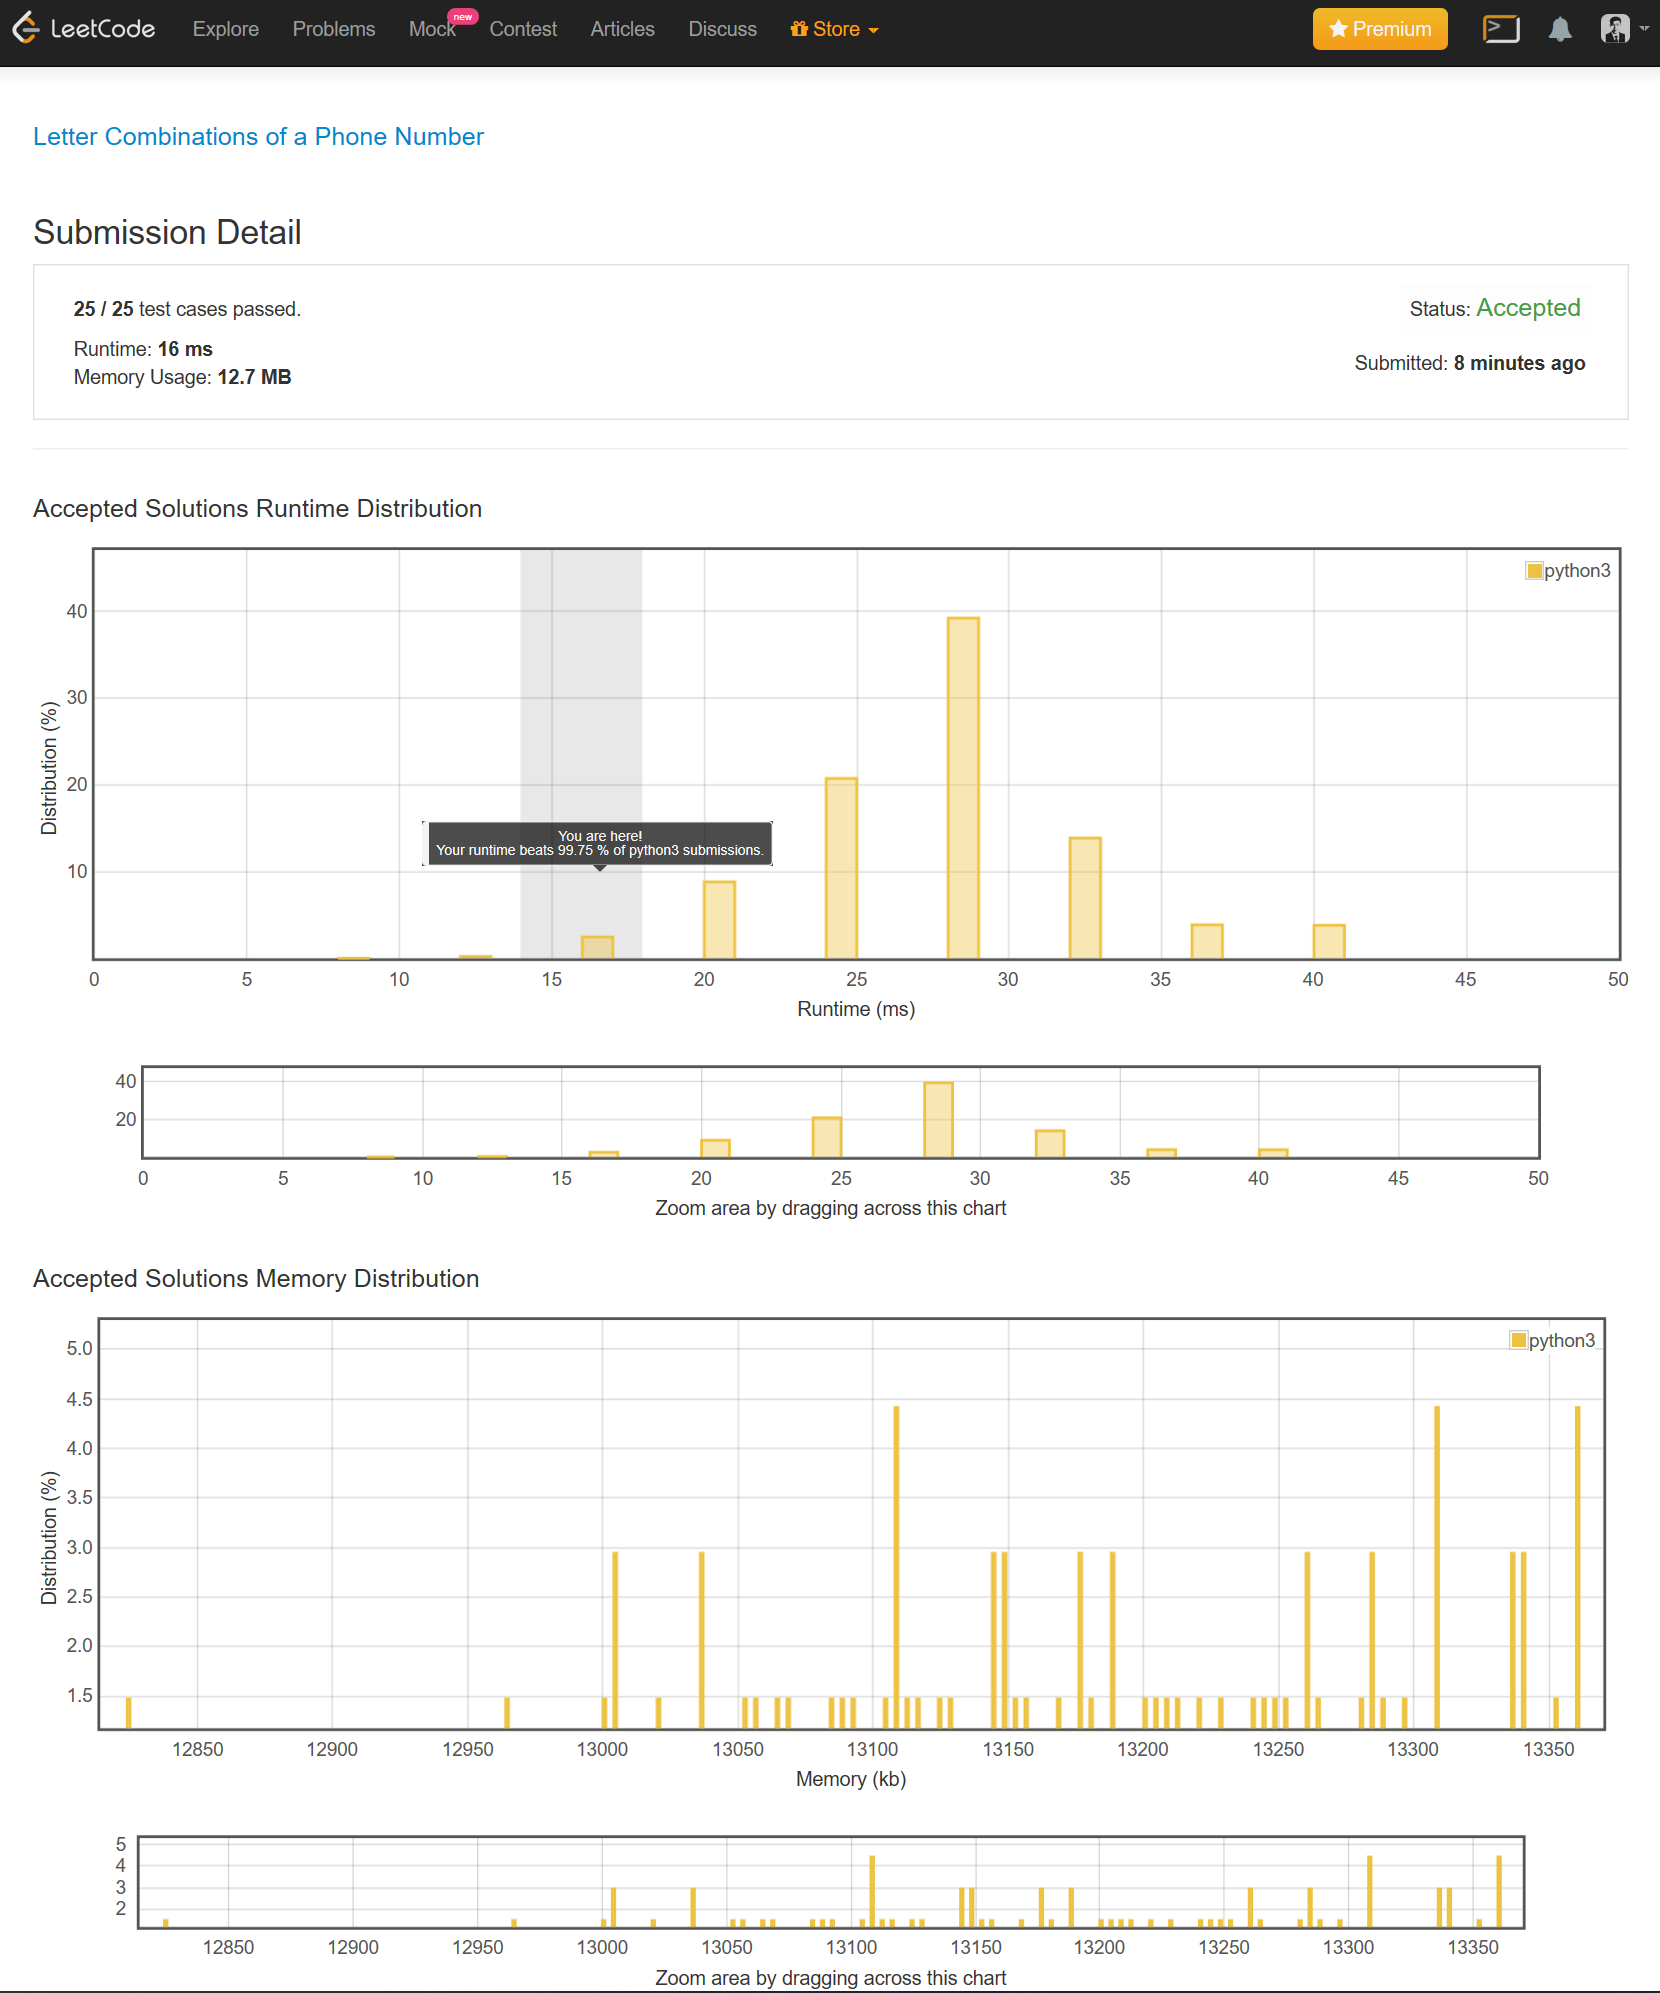 LeetCode Explore Problems Mock new Contest Articles Discuss Store Premium
Letter Combinations of a Phone Number
Submission Detail
25 / 25 test cases passed.
Status: Accepted
Runtime: 16 ms
Submitted: 8 minutes ago
Memory Usage: 12.7 MB
Accepted Solutions Runtime Distribution
python3
40
30
20
10
Distribution (%)
You are here!
Your runtime beats 99.75 % of python3 submissions.
0 5 10 15 20 25 30 35 40 45 50
Runtime (ms)
40
20
0 5 10 15 20 25 30 35 40 45 50
Zoom area by dragging across this chart
Accepted Solutions Memory Distribution
python3
5.0
4.5
4.0
3.5
3.0
2.5
2.0
1.5
Distribution (%)
12850 12900 12950 13000 13050 13100 13150 13200 13250 13300 13350
Memory (kb)
5
4
3
2
12850 12900 12950 13000 13050 13100 13150 13200 13250 13300 13350
Zoom area by dragging across this chart